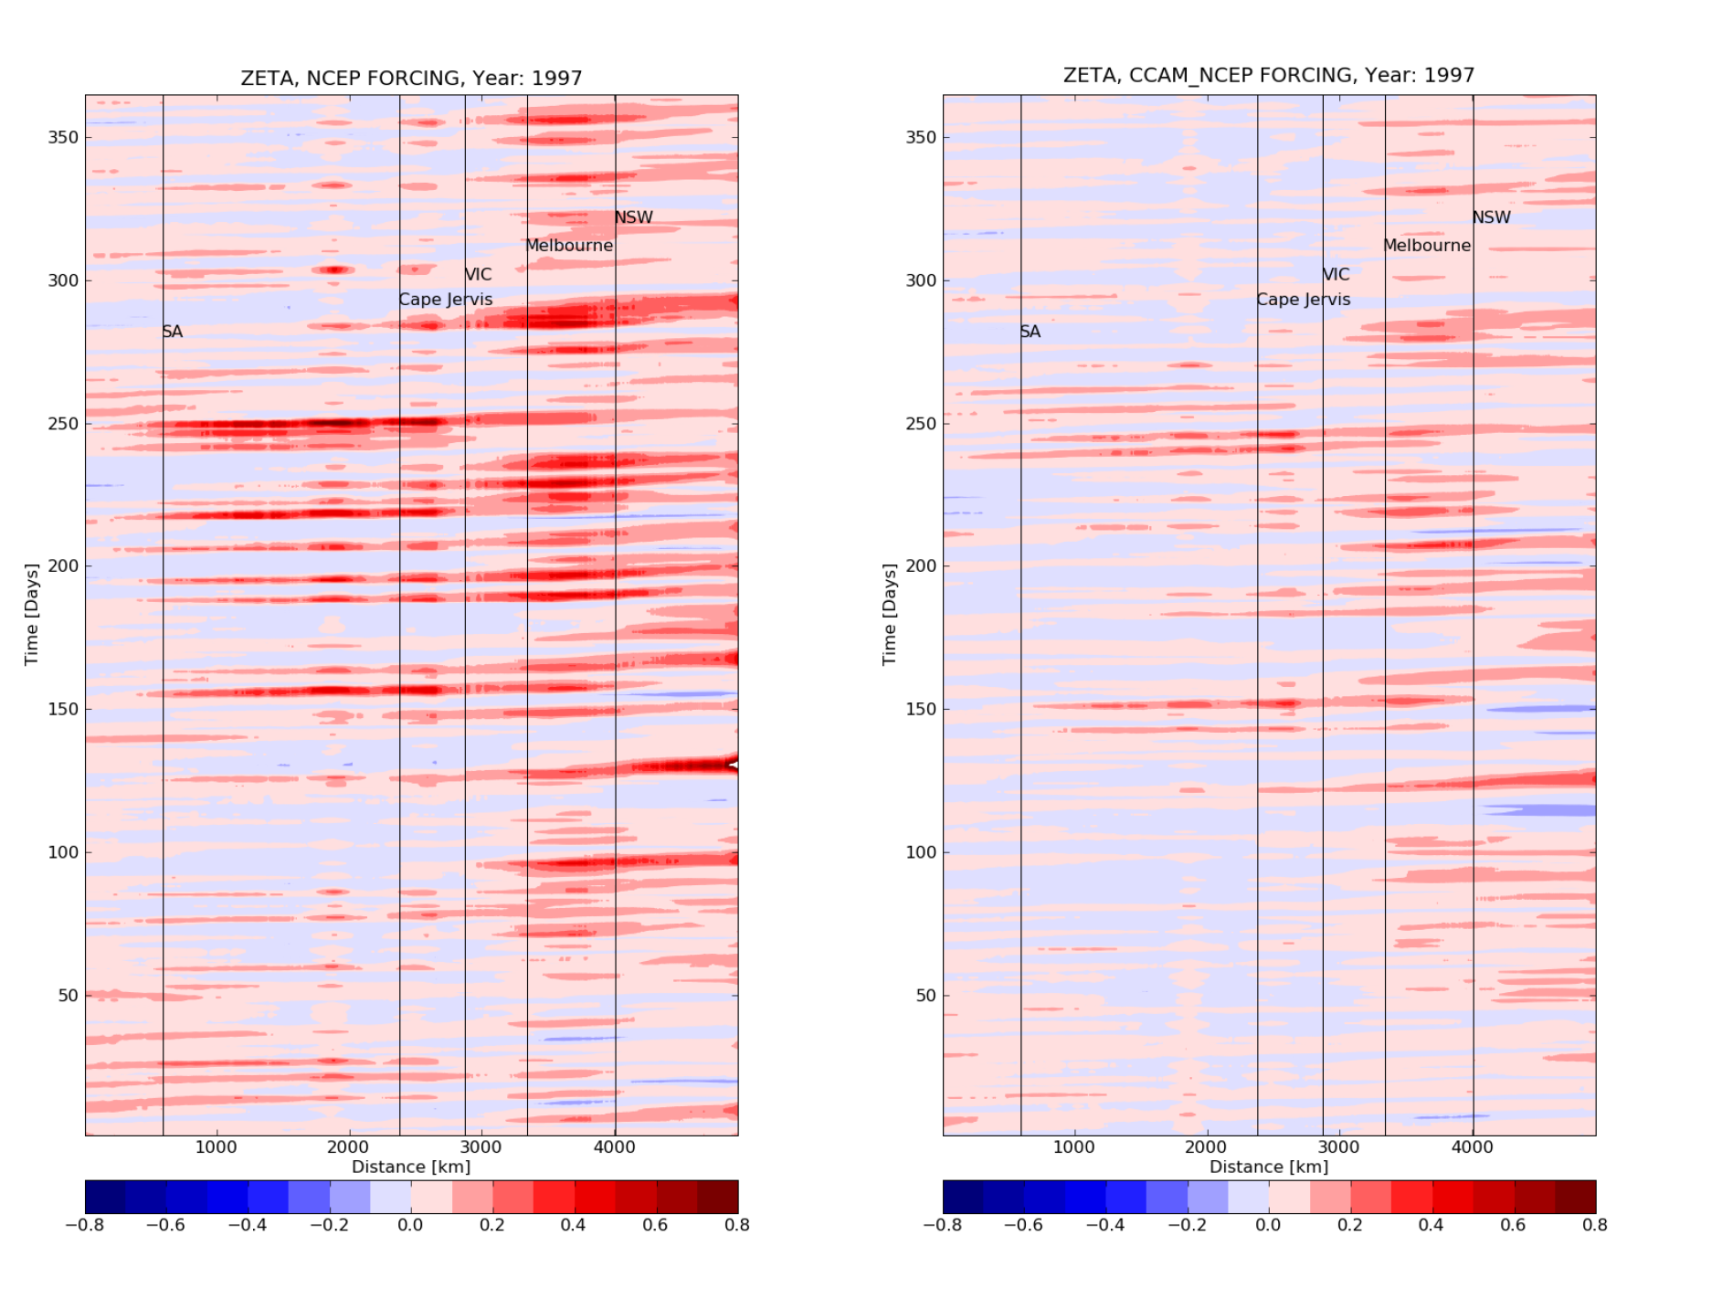 ZETA, NCEP FORCING, Year: 1997
350
300
250
200
150
100
50
Time [Days]
NSW
Melbourne
VIC
Cape Jervis
SA
1000 2000 3000 4000
Distance [km]
−0.8 −0.6 −0.4 −0.2 0.0 0.2 0.4 0.6 0.8
ZETA, CCAM_NCEP FORCING, Year: 1997
350
300
250
200
150
100
50
Time [Days]
NSW
Melbourne
VIC
Cape Jervis
SA
1000 2000 3000 4000
Distance [km]
−0.8 −0.6 −0.4 −0.2 0.0 0.2 0.4 0.6 0.8